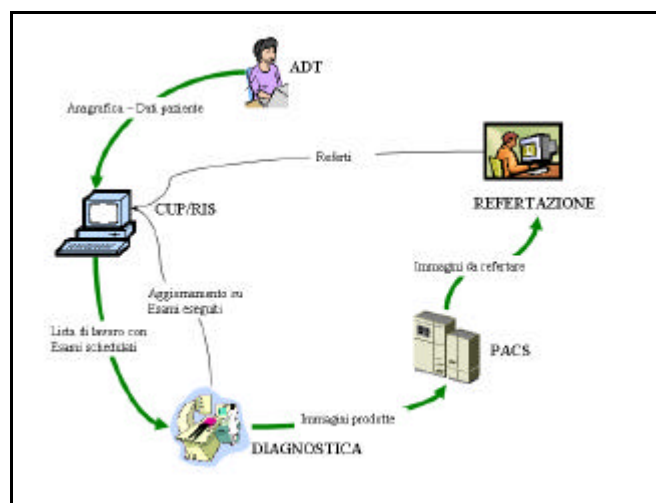 ADT
Anagrafica – Dati paziente
Referti
CUP/RIS
REFERTAZIONE
Immagini da refertare
Aggiornamento su
Esami eseguiti
Lista di lavoro con
Esami schedulati
PACS
Immagini prodotte
DIAGNOSTICA